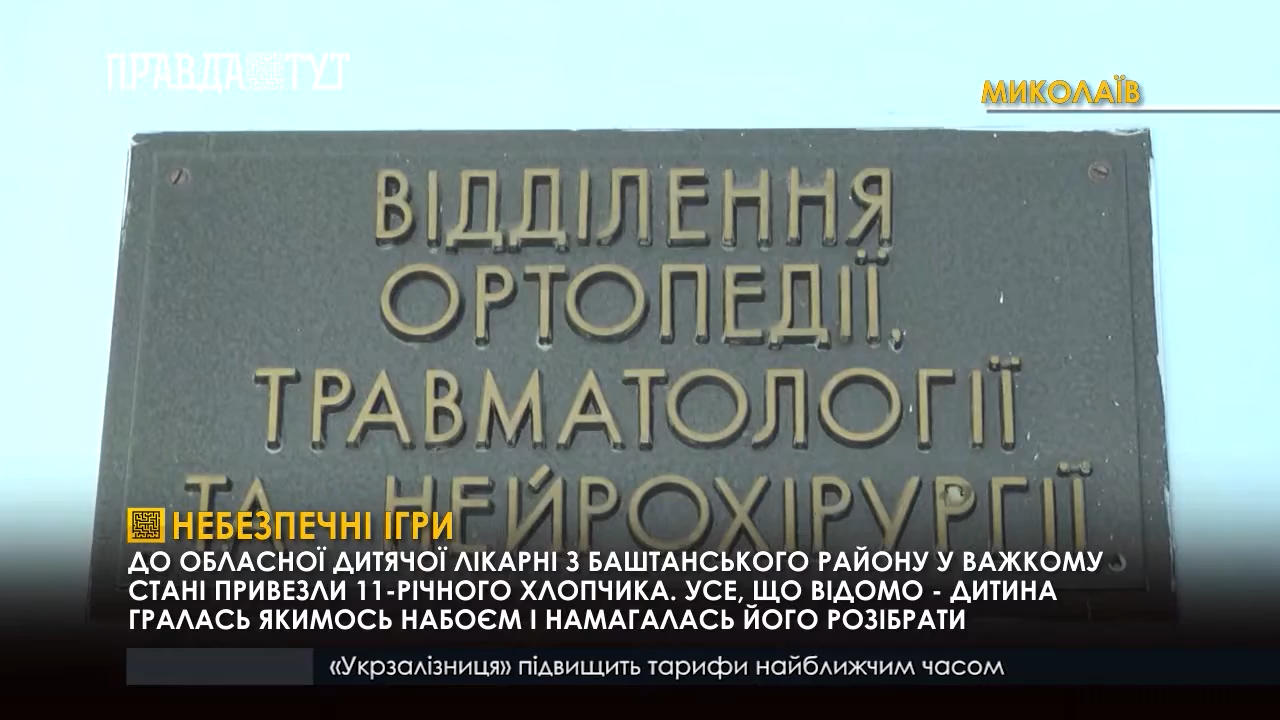 ПРАВДА ТУТ
МИКОЛАЇВ
ВІДДІЛЕННЯ
ОРТОПЕДІЇ,
ТРАВМАТОЛОГІЇ
ТА НЕЙРОХІРУРГІЇ
НЕБЕЗПЕЧНІ ІГРИ
ДО ОБЛАСНОЇ ДИТЯЧОЇ ЛІКАРНІ З БАШТАНСЬКОГО РАЙОНУ У ВАЖКОМУ
СТАНІ ПРИВЕЗЛИ 11-РІЧНОГО ХЛОПЧИКА. УСЕ, ЩО ВІДОМО - ДИТИНА
ГРАЛАСЬ ЯКИМОСЬ НАБОЄМ І НАМАГАЛАСЬ ЙОГО РОЗІБРАТИ
«Укрзалізниця» підвищить тарифи найближчим часом